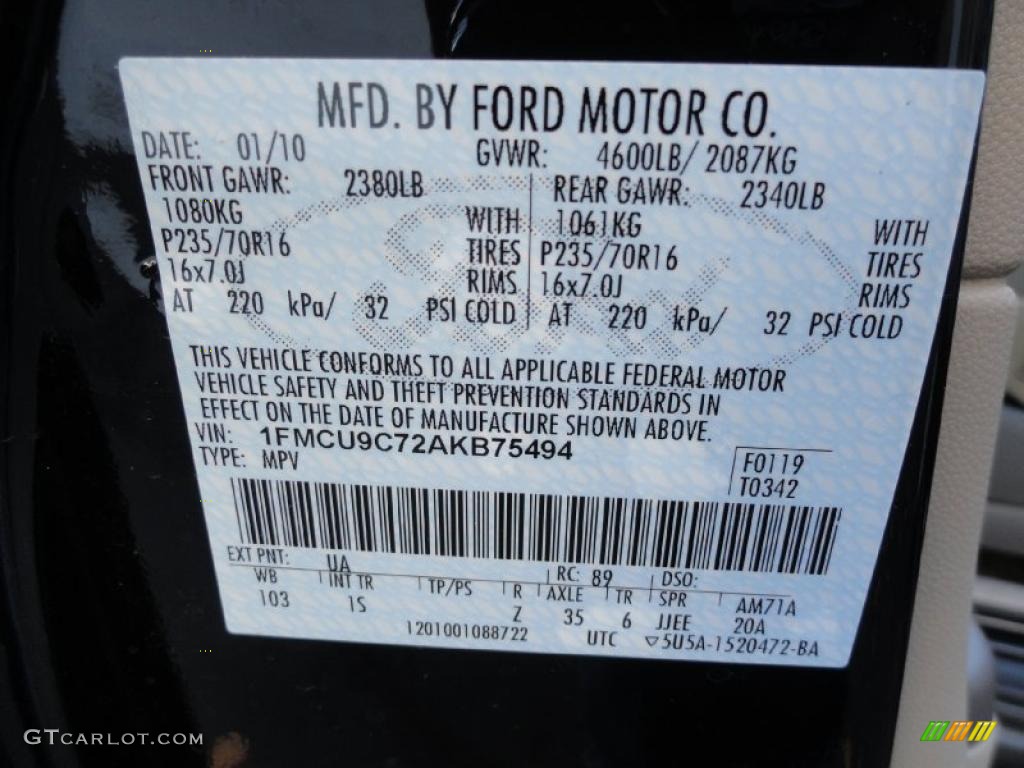 MFD. BY FORD MOTOR CO.
DATE: 01/10 GVWR: 4600LB/ 2087KG
FRONT GAWR: 2380LB REAR GAWR: 2340LB
1080KG WITH 1061KG WITH
P235/70R16 TIRES P235/70R16 TIRES
16x7.0J RIMS 16x7.0J RIMS
AT 220 kPa/ 32 PSI COLD AT 220 kPa/ 32 PSI COLD
THIS VEHICLE CONFORMS TO ALL APPLICABLE FEDERAL MOTOR
VEHICLE SAFETY AND THEFT PREVENTION STANDARDS IN
EFFECT ON THE DATE OF MANUFACTURE SHOWN ABOVE.
VIN: 1FMCU9C72AKB75494
TYPE: MPV F0119
T0342
EXT PNT: UA RC: 89 DSO:
WB INT TR TP/PS R AXLE TR SPR AM71A
103 IS Z 35 6 JJEE 20A
1201001088722 UTC ▽5U5A-1520472-BA
GTCARLOT.COM